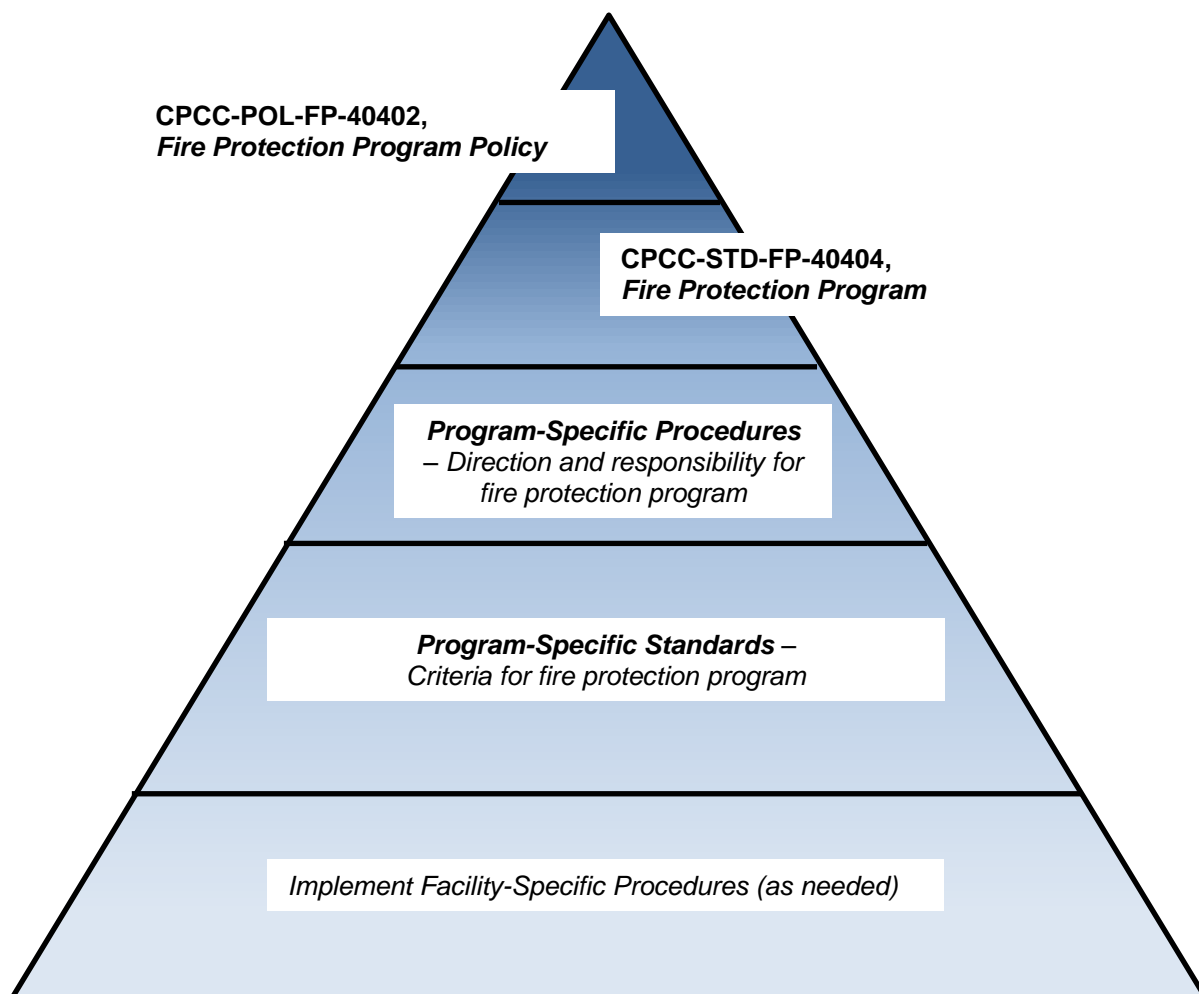 CPCC-POL-FP-40402,
Fire Protection Program Policy
CPCC-STD-FP-40404,
Fire Protection Program
Program-Specific Procedures
– Direction and responsibility for
fire protection program
Program-Specific Standards –
Criteria for fire protection program
Implement Facility-Specific Procedures (as needed)